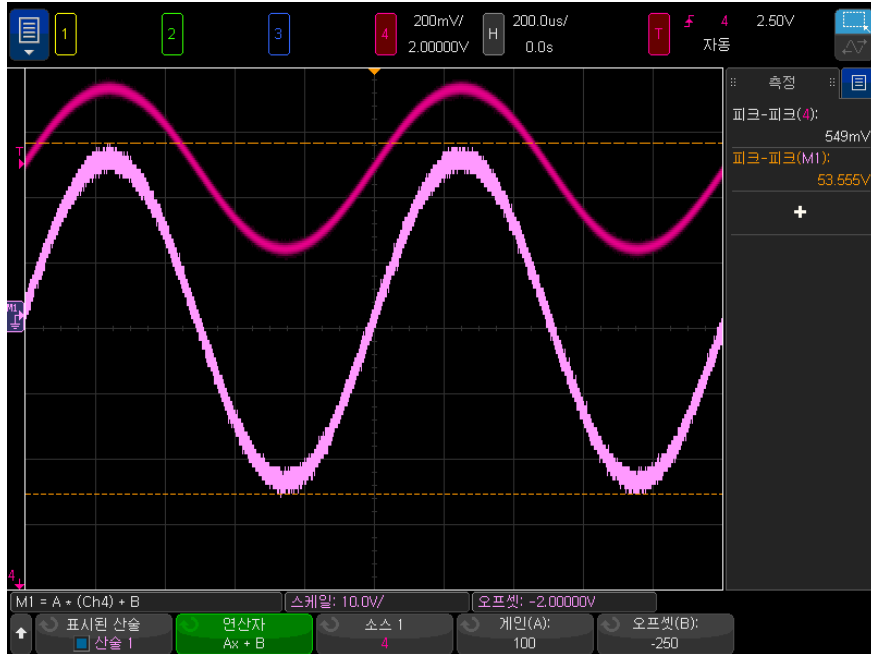 1 2 3 4 200mV/ H 200.0us/ T 4 2.50V
2.00000V 0.0s 자동
측정
피크-피크(4):
549mV
피크-피크(M1):
53.555V
+
T
M1
4
M1 = A * (Ch4) + B 스케일: 10.0V/ 오프셋: -2.00000V
표시된 산술 연산자 소스 1 게인(A): 오프셋(B):
산술 1 Ax + B 4 100 -250